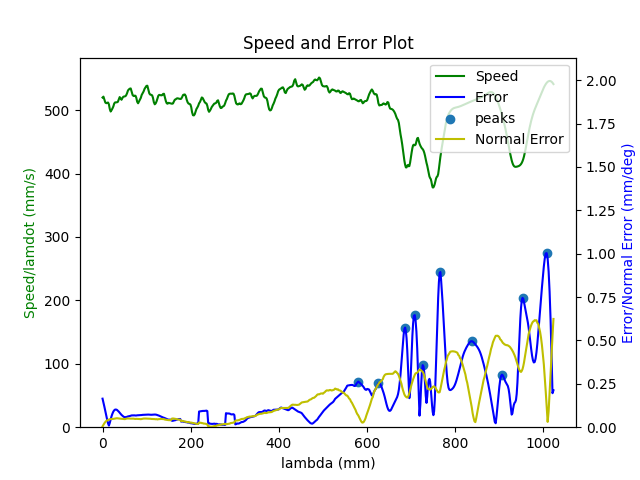 Speed and Error Plot
Speed
Error
peaks
Normal Error
Speed/lamdot (mm/s)
500
400
300
200
100
0
2.00
1.75
1.50
1.25
1.00
0.75
0.50
0.25
0.00
Error/Normal Error (mm/deg)
0 200 400 600 800 1000
lambda (mm)